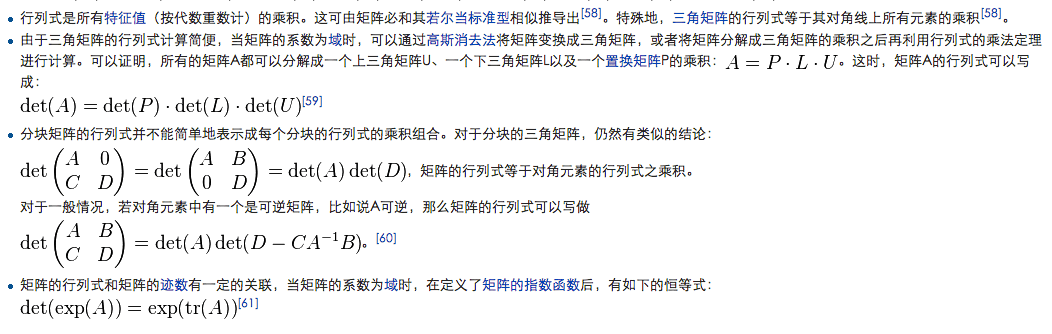 行列式是所有特征值（按代数重数计）的乘积。这可由矩阵必和其若尔当标准型相似推导出[58]。特殊地，三角矩阵的行列式等于其对角线上所有元素的乘积[58]。
由于三角矩阵的行列式计算简便，当矩阵的系数为域时，可以通过高斯消去法将矩阵变换成三角矩阵，或者将矩阵分解成三角矩阵的乘积之后再利用行列式的乘法定理
进行计算。可以证明，所有的矩阵A都可以分解成一个上三角矩阵U、一个下三角矩阵L以及一个置换矩阵P的乘积：A = P · L · U。这时，矩阵A的行列式可以写
成：
det(A) = det(P) · det(L) · det(U)[59]
分块矩阵的行列式并不能简单地表示成每个分块的行列式的乘积组合。对于分块的三角矩阵，仍然有类似的结论：
det (A 0 C D) = det (A B 0 D) = det(A) det(D)，矩阵的行列式等于对角元素的行列式之乘积。
对于一般情况，若对角元素中有一个是可逆矩阵，比如说A可逆，那么矩阵的行列式可以写做
det (A B C D) = det(A) det(D − CA⁻¹B)。[60]
矩阵的行列式和矩阵的迹数有一定的关联，当矩阵的系数为域时，在定义了矩阵的指数函数后，有如下的恒等式：
det(exp(A)) = exp(tr(A))[61]